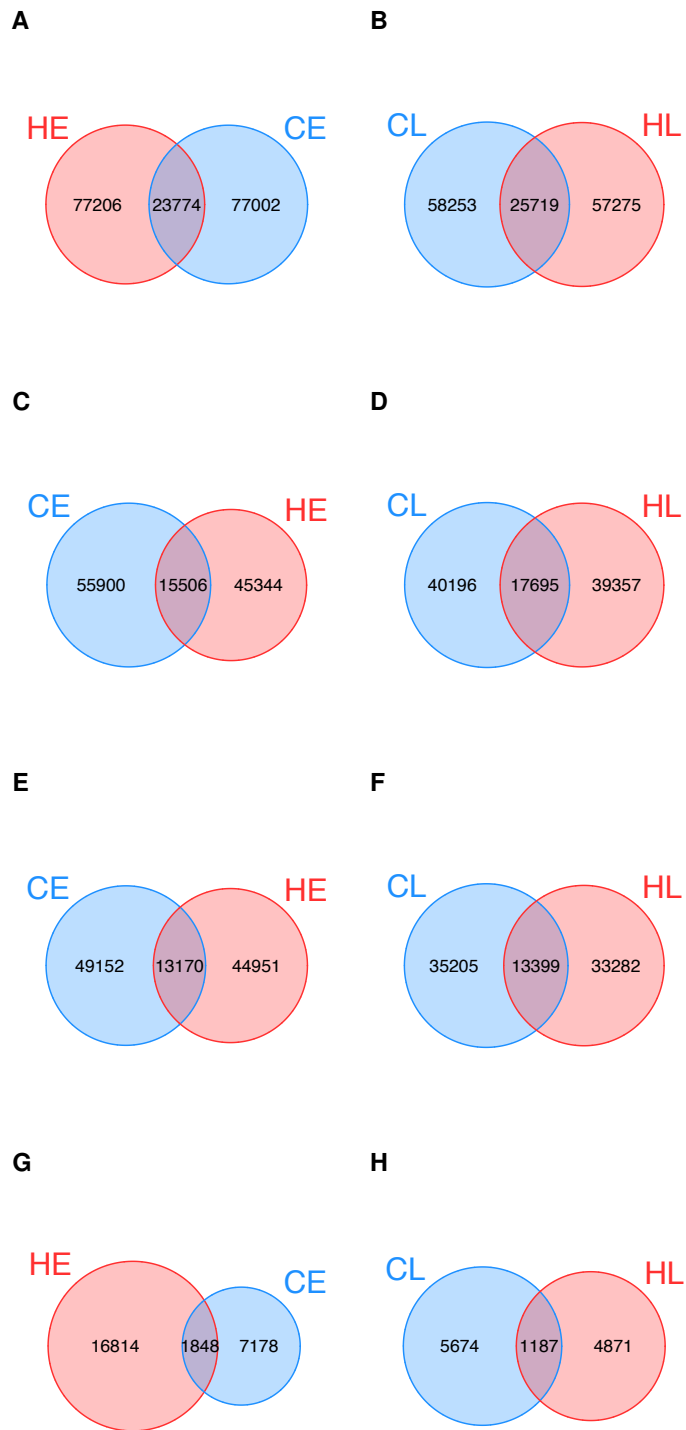 A
B
HE
CE
CL
HL
77206 23774 77002
58253 25719 57275
C
D
CE
HE
CL
HL
55900 15506 45344
40196 17695 39357
E
F
CE
HE
CL
HL
49152 13170 44951
35205 13399 33282
G
H
HE
CE
CL
HL
16814 1848 7178
5674 1187 4871